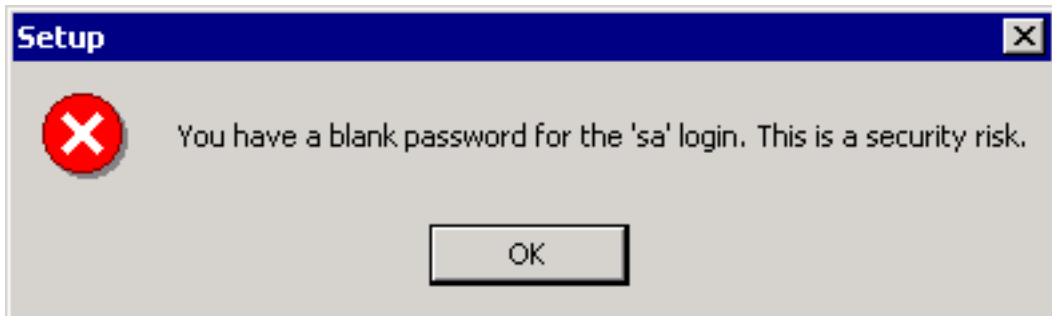 Setup
You have a blank password for the 'sa' login. This is a security risk.
OK